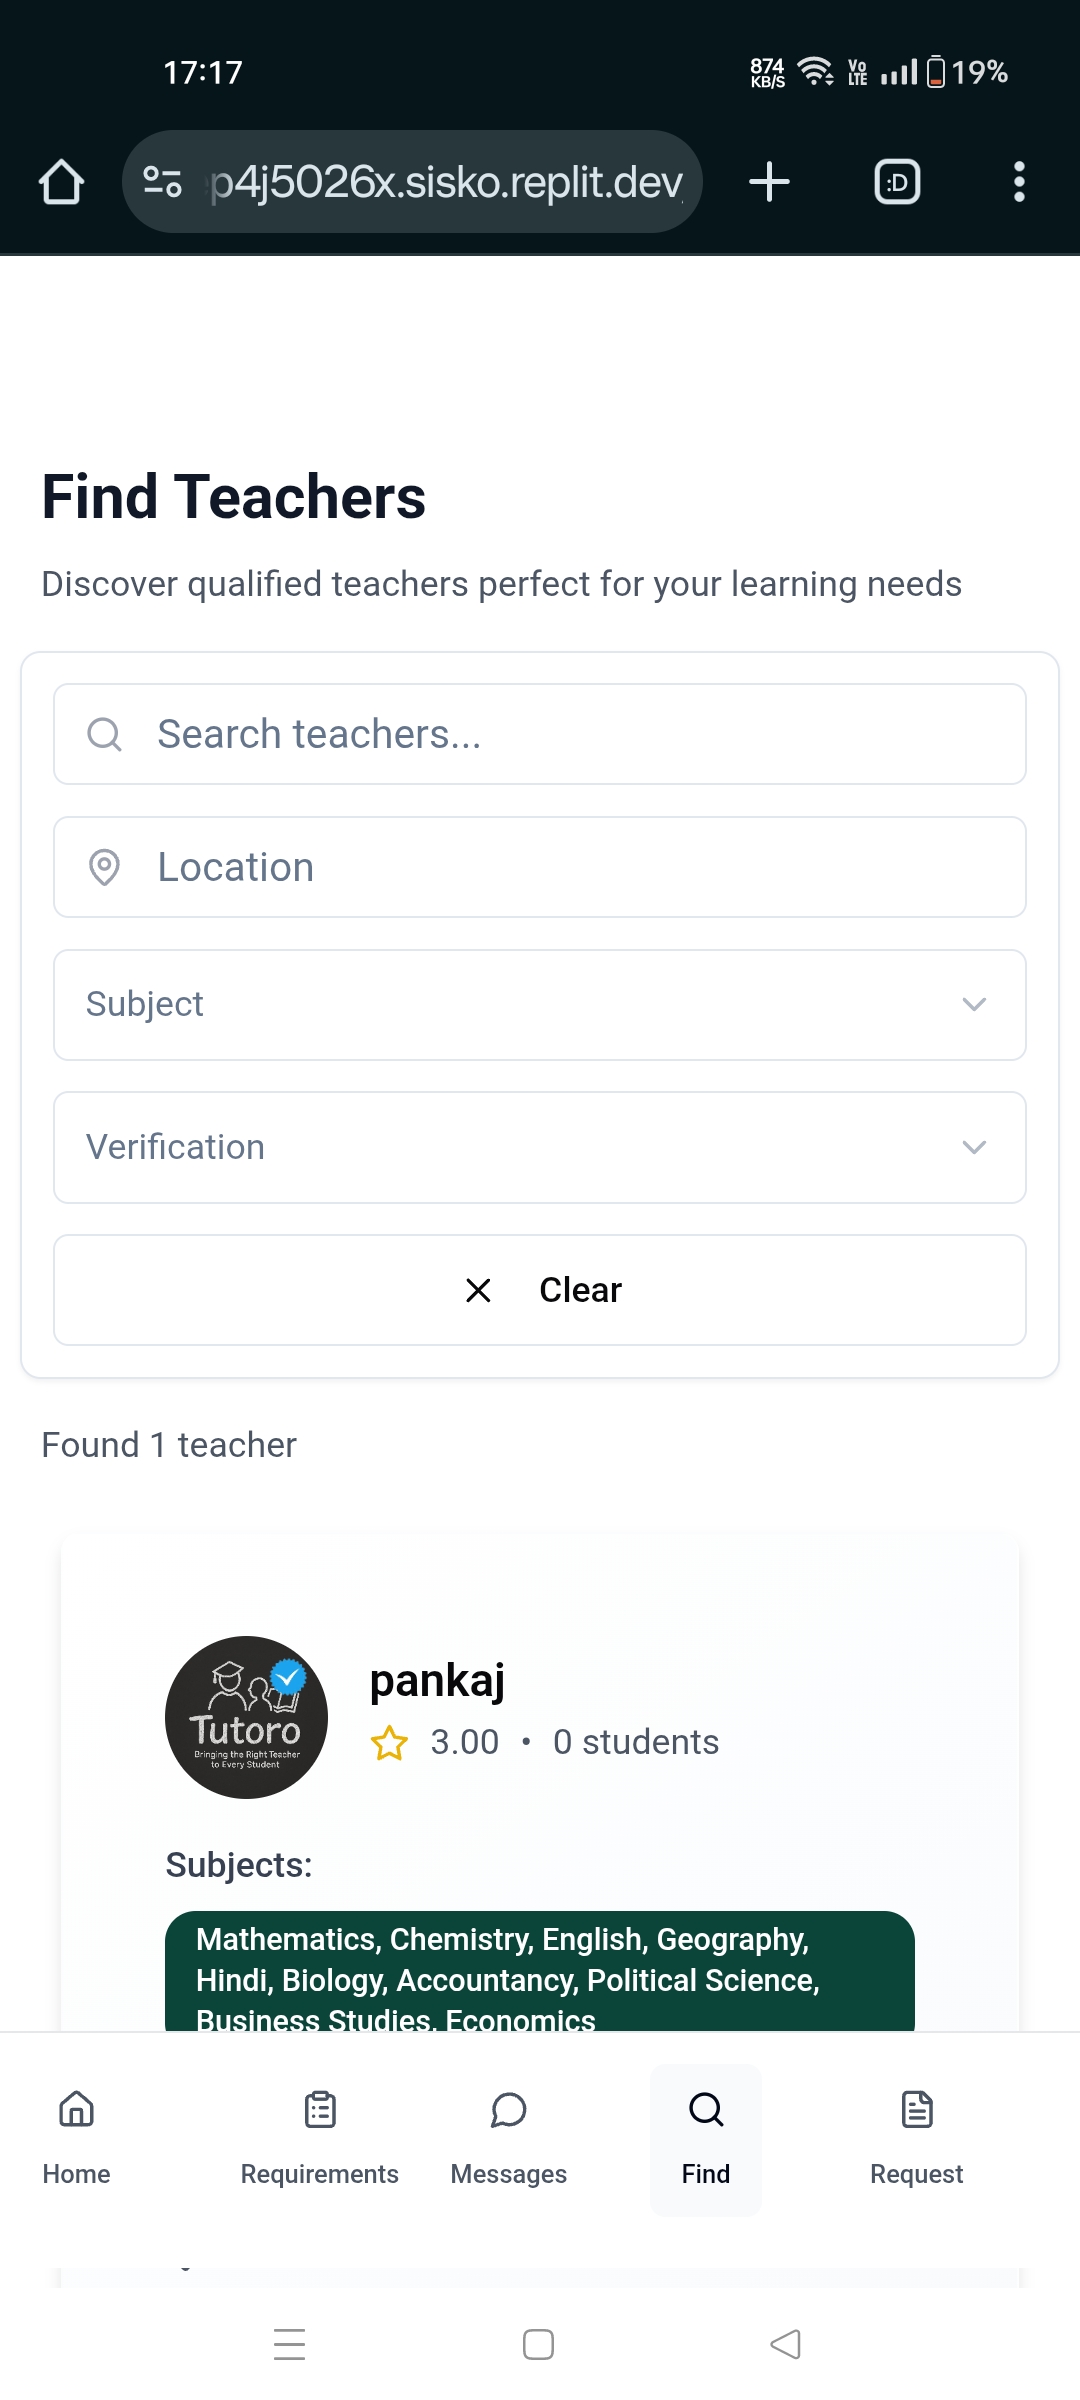 17:17
874
KB/S
Vo
LTE
19%
p4j5026x.sisko.replit.dev
:D
Find Teachers
Discover qualified teachers perfect for your learning needs
Search teachers...
Location
Subject
Verification
Clear
Found 1 teacher
Tutoro
Bringing the Right Teacher
to Every Student
pankaj
3.00 • 0 students
Subjects:
Mathematics, Chemistry, English, Geography,
Hindi, Biology, Accountancy, Political Science,
Business Studies, Economics
Home
Requirements
Messages
Find
Request